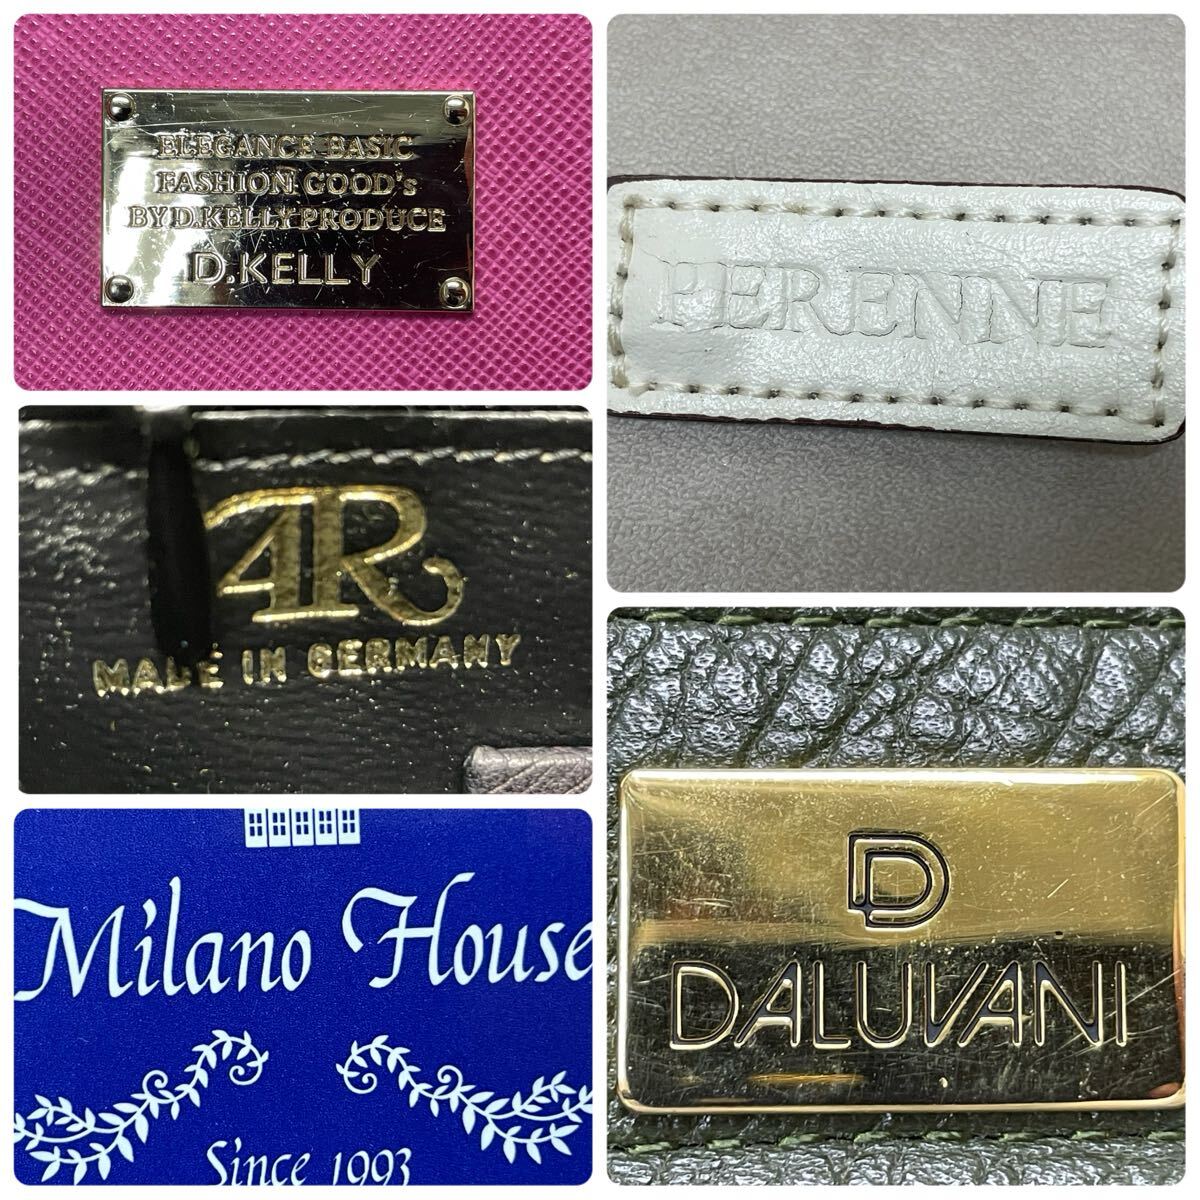 ELEGANCE BASIC
FASHION GOOD's
BY D.KELLY PRODUCE
D.KELLY
PERENNE
AR
MADE IN GERMANY
Milano House
Since 1993
D
DALUVANI